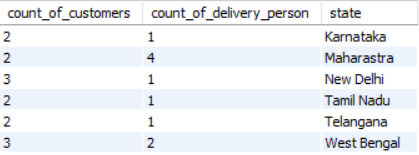 count_of_customers count_of_delivery_person state
2 1 Karnataka
2 4 Maharastra
3 1 New Delhi
2 1 Tamil Nadu
2 1 Telangana
3 2 West Bengal